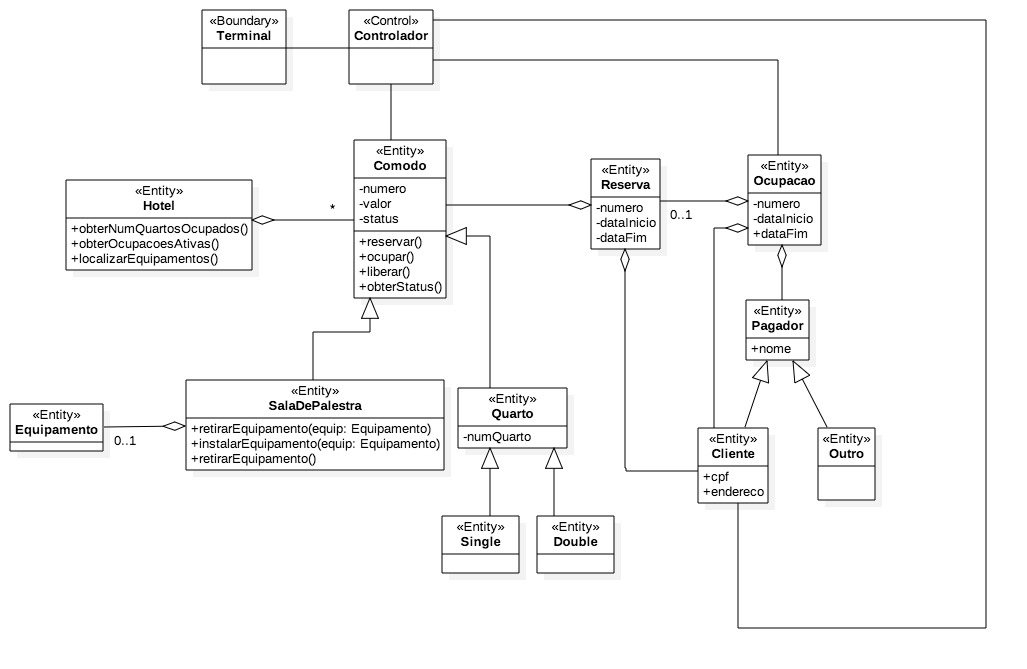 «Boundary»
Terminal
«Control»
Controlador
«Entity»
Comodo
-numero
-valor
-status
+reservar()
+ocupar()
+liberar()
+obterStatus()
«Entity»
Hotel
+obterNumQuartosOcupados()
+obterOcupacoesAtivas()
+localizarEquipamentos()
*
«Entity»
Reserva
-numero
-dataInicio
-dataFim
0..1
«Entity»
Ocupacao
-numero
-dataInicio
+dataFim
«Entity»
Pagador
+nome
«Entity»
Equipamento
0..1
«Entity»
SalaDePalestra
+retirarEquipamento(equip: Equipamento)
+instalarEquipamento(equip: Equipamento)
+retirarEquipamento()
«Entity»
Quarto
-numQuarto
«Entity»
Cliente
+cpf
+endereco
«Entity»
Outro
«Entity»
Single
«Entity»
Double